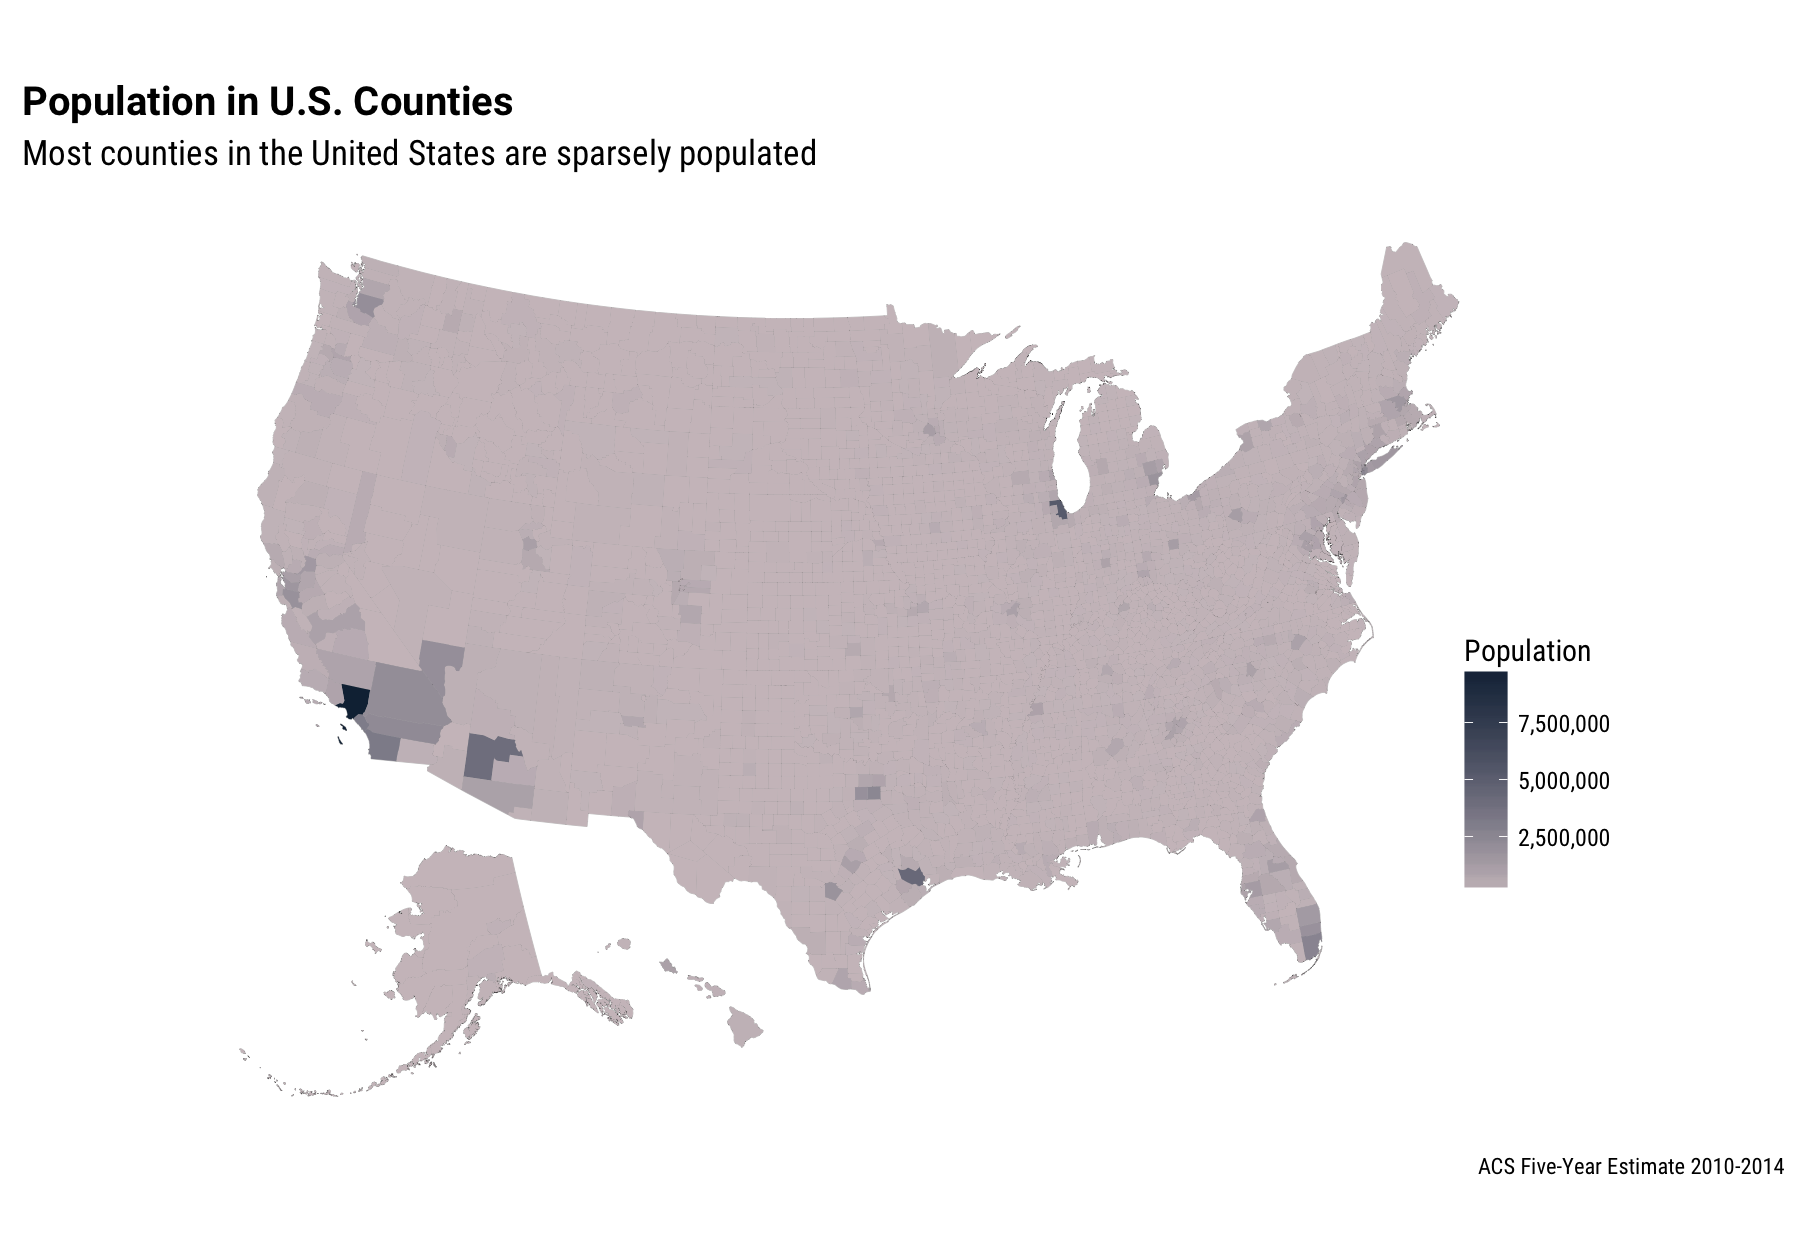 Population in U.S. Counties
Most counties in the United States are sparsely populated
Population
7,500,000
5,000,000
2,500,000
ACS Five-Year Estimate 2010-2014